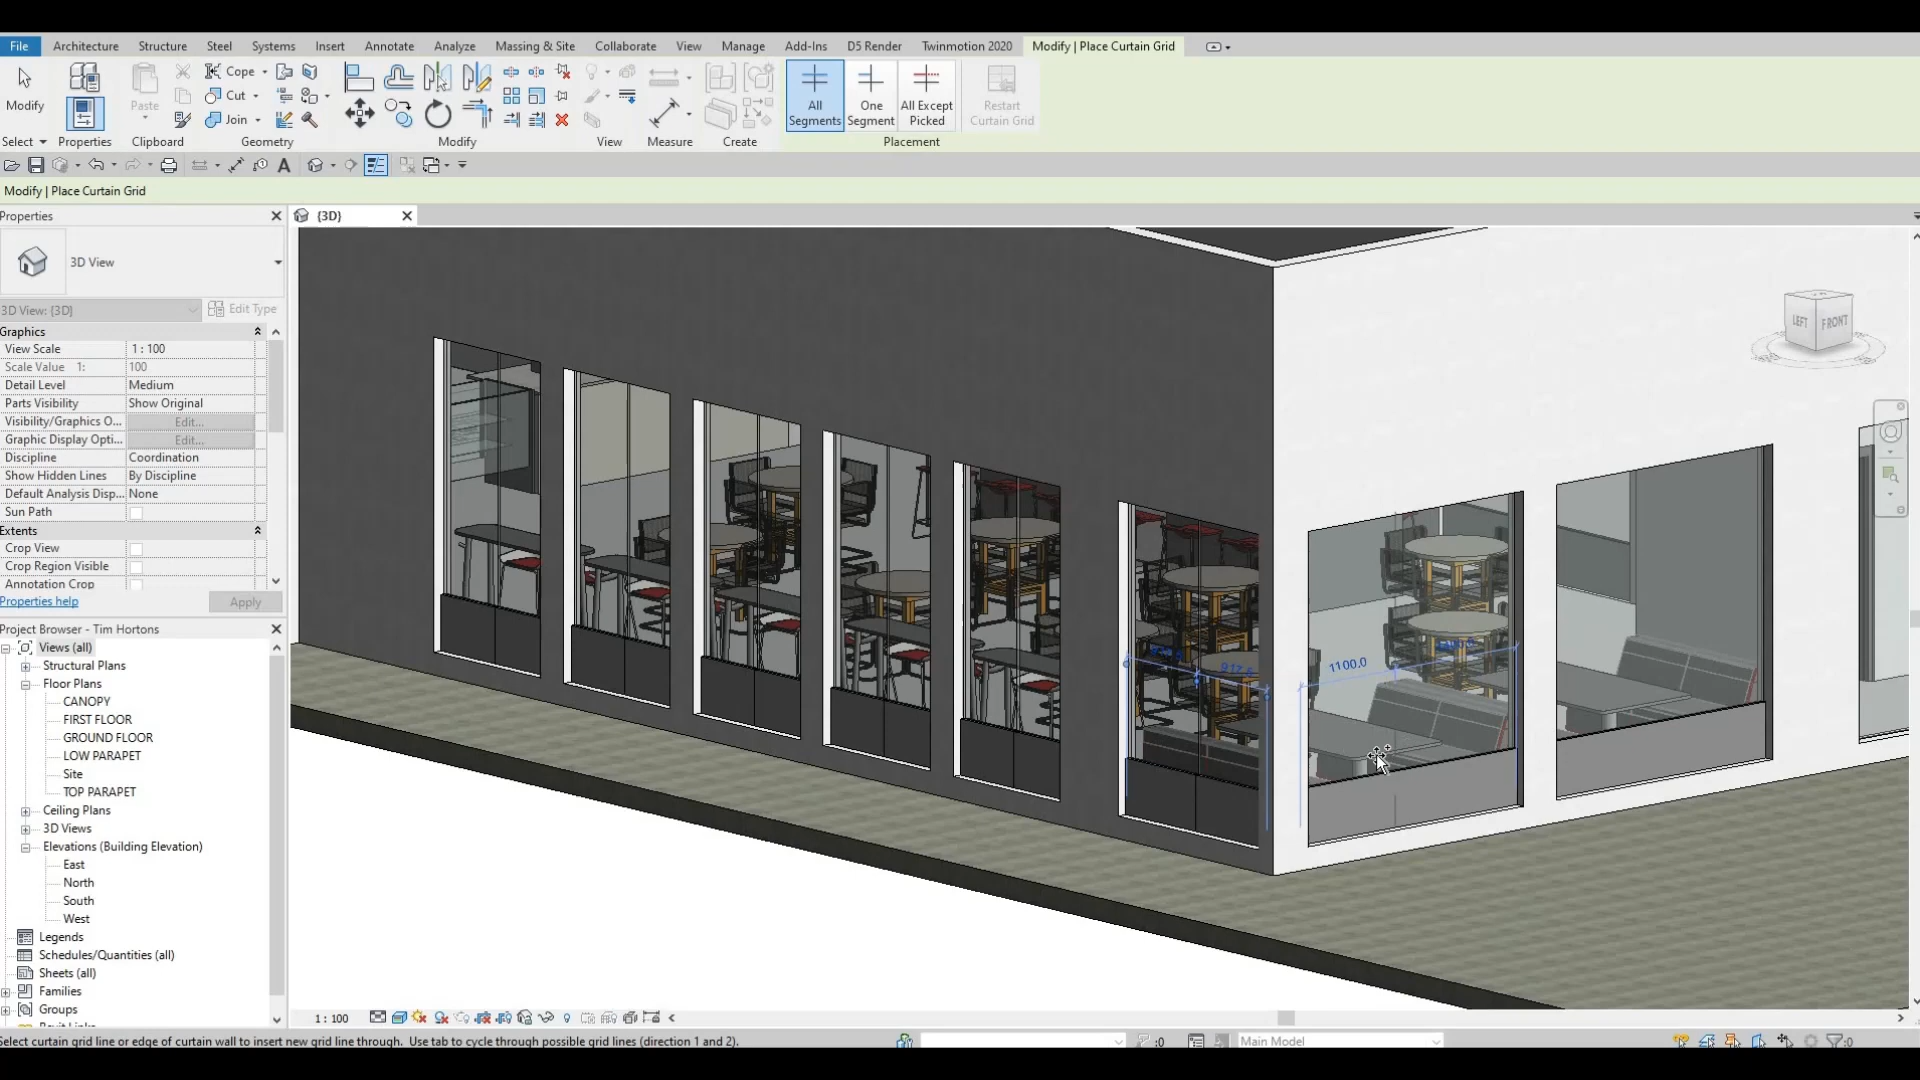 File Architecture Structure Steel Systems Insert Annotate Analyze Massing & Site Collaborate View Manage Add-Ins D5 Render Twinmotion 2020 Modify | Place Curtain Grid
Modify Paste Cope Cut Join All Segments One Segment All Except Picked Restart Curtain Grid
Select Properties Clipboard Geometry Modify View Measure Create Placement
Modify | Place Curtain Grid
Properties
{3D}
3D View
3D View: {3D}
Edit Type
Graphics
View Scale 1 : 100
Scale Value 1: 100
Detail Level Medium
Parts Visibility Show Original
Visibility/Graphics O... Edit...
Graphic Display Opti... Edit...
Discipline Coordination
Show Hidden Lines By Discipline
Default Analysis Disp... None
Sun Path
Extents
Crop View
Crop Region Visible
Annotation Crop
Properties help Apply
Project Browser - Tim Hortons
Views (all)
Structural Plans
Floor Plans
CANOPY
FIRST FLOOR
GROUND FLOOR
LOW PARAPET
Site
TOP PARAPET
Ceiling Plans
3D Views
Elevations (Building Elevation)
East
North
South
West
Legends
Schedules/Quantities (all)
Sheets (all)
Families
Groups
LEFT FRONT
1100.0
1 : 100
Select curtain grid line or edge of curtain wall to insert new grid line through. Use tab to cycle through possible grid lines (direction 1 and 2).
:0
Main Model
:0